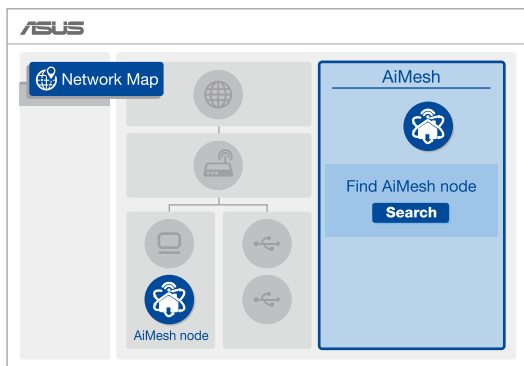 ASUS
Network Map
AiMesh
Find AiMesh node
Search
AiMesh node